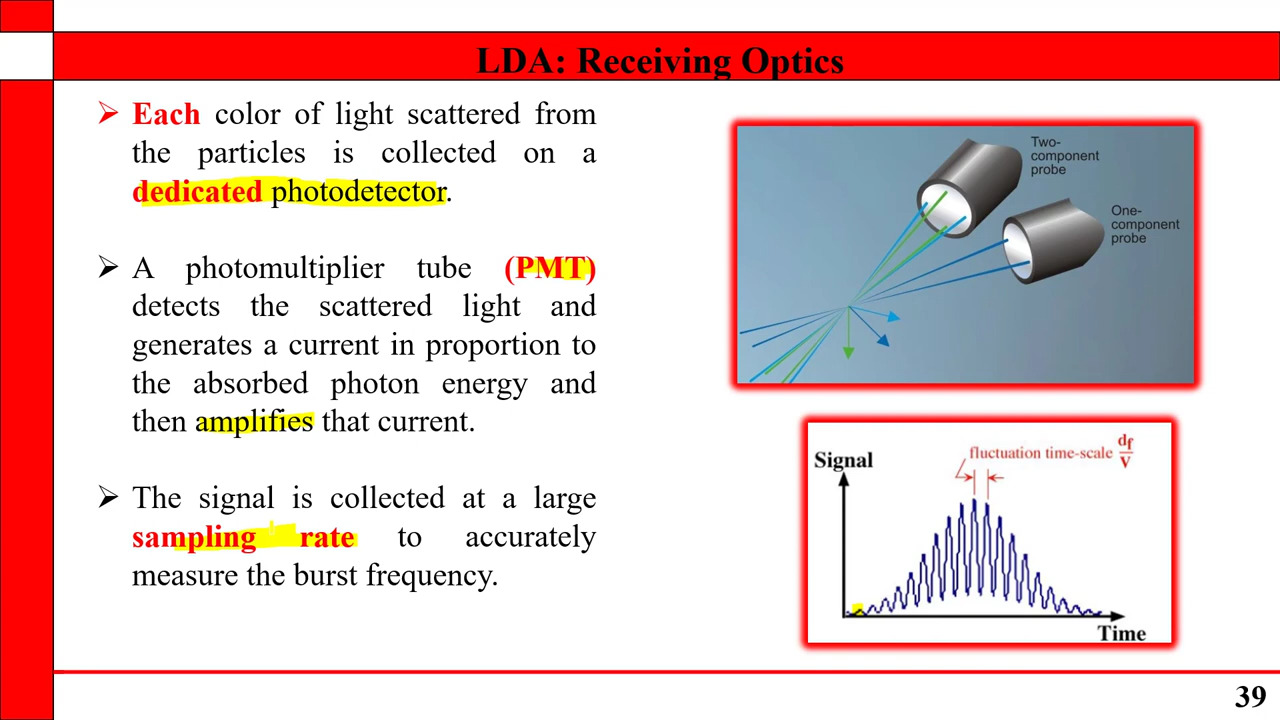 LDA: Receiving Optics
➢ Each color of light scattered from
the particles is collected on a
dedicated photodetector.
➢ A photomultiplier tube (PMT)
detects the scattered light and
generates a current in proportion to
the absorbed photon energy and
then amplifies that current.
➢ The signal is collected at a large
sampling rate to accurately
measure the burst frequency.
Two-
component
probe
One-
component
probe
Signal
fluctuation time-scale df/V
Time
39